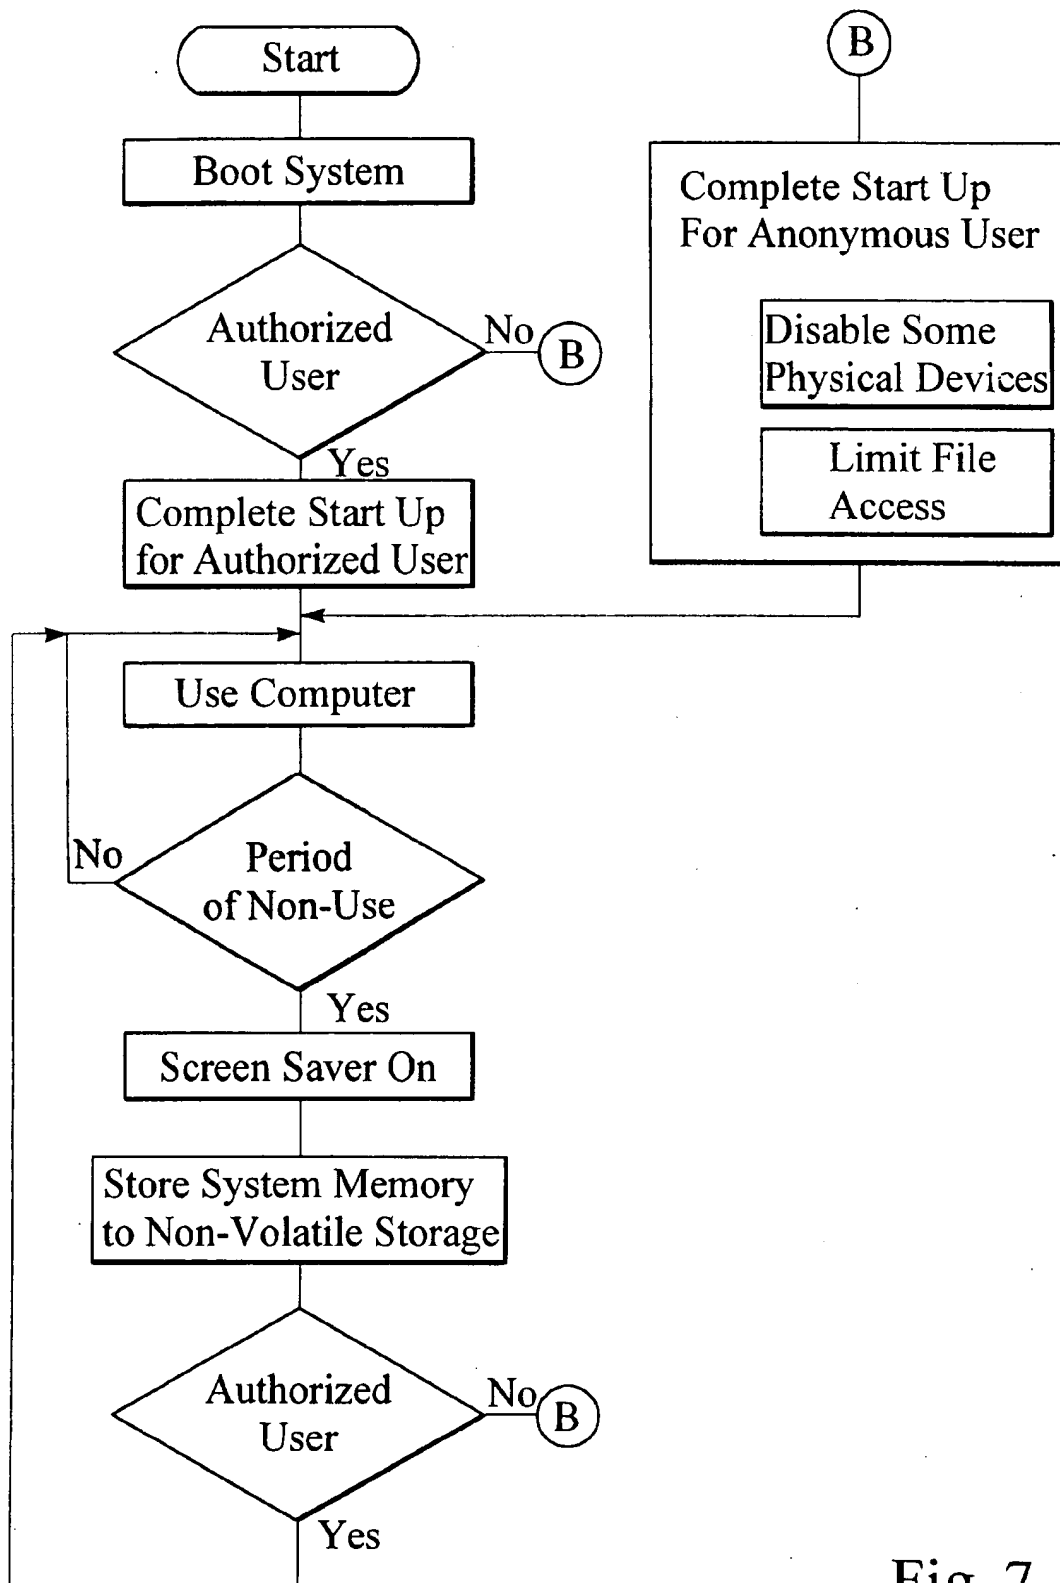 Start
Boot System
Authorized
User
No
B
Yes
Complete Start Up
for Authorized User
Use Computer
Period
of Non-Use
No
Yes
Screen Saver On
Store System Memory
to Non-Volatile Storage
Authorized
User
No
B
Yes
B
Complete Start Up
For Anonymous User
Disable Some
Physical Devices
Limit File
Access
Fig. 7